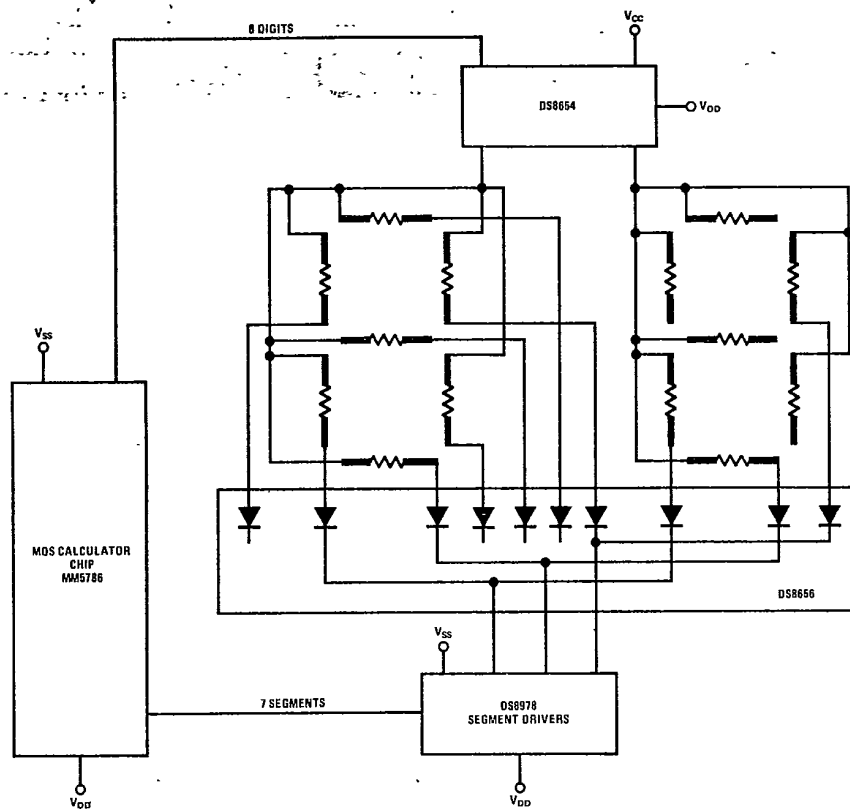 8 DIGITS
VCC
DS8654
VDD
VSS
MOS CALCULATOR
CHIP
MM5786
DS8656
VSS
7 SEGMENTS
DS8978
SEGMENT DRIVERS
VDD
VDD